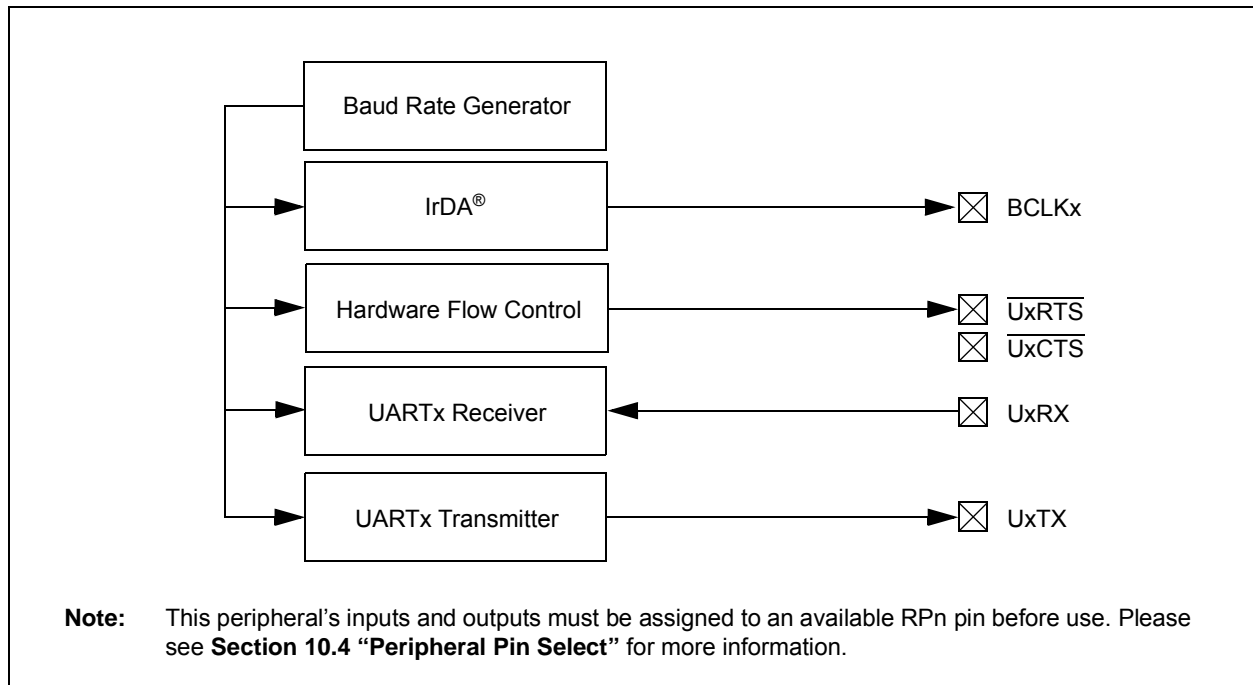 Baud Rate Generator
IrDA®
BCLKx
Hardware Flow Control
UxRTS
UxCTS
UARTx Receiver
UxRX
UARTx Transmitter
UxTX
Note: This peripheral’s inputs and outputs must be assigned to an available RPn pin before use. Please
see Section 10.4 “Peripheral Pin Select” for more information.